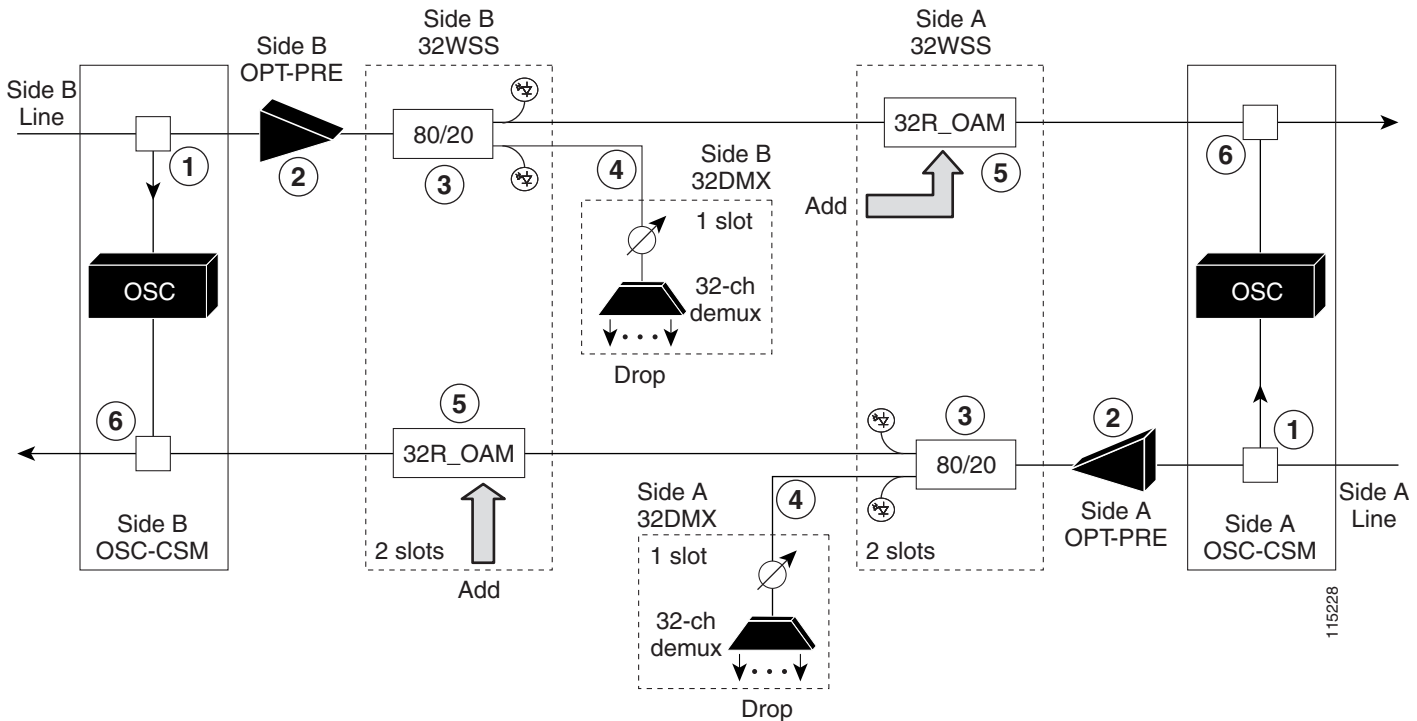 Side B
32WSS
Side A
32WSS
Side B
OPT-PRE
Side B
Line
1
2
80/20
3
4
Side B
32DMX
1 slot
32-ch
demux
Drop
32R_OAM
5
Add
6
OSC
OSC
6
5
32R_OAM
Side B
OSC-CSM
2 slots
Add
Side A
32DMX
4
1 slot
32-ch
demux
Drop
3
80/20
2 slots
2
Side A
OPT-PRE
1
Side A
OSC-CSM
Side A
Line
115228